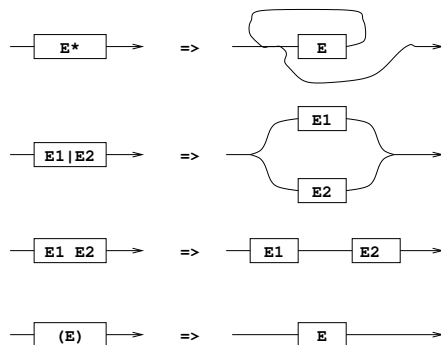 E* => E
E1
E1|E2 =>
E2
E1 E2 => E1 E2
(E) => E